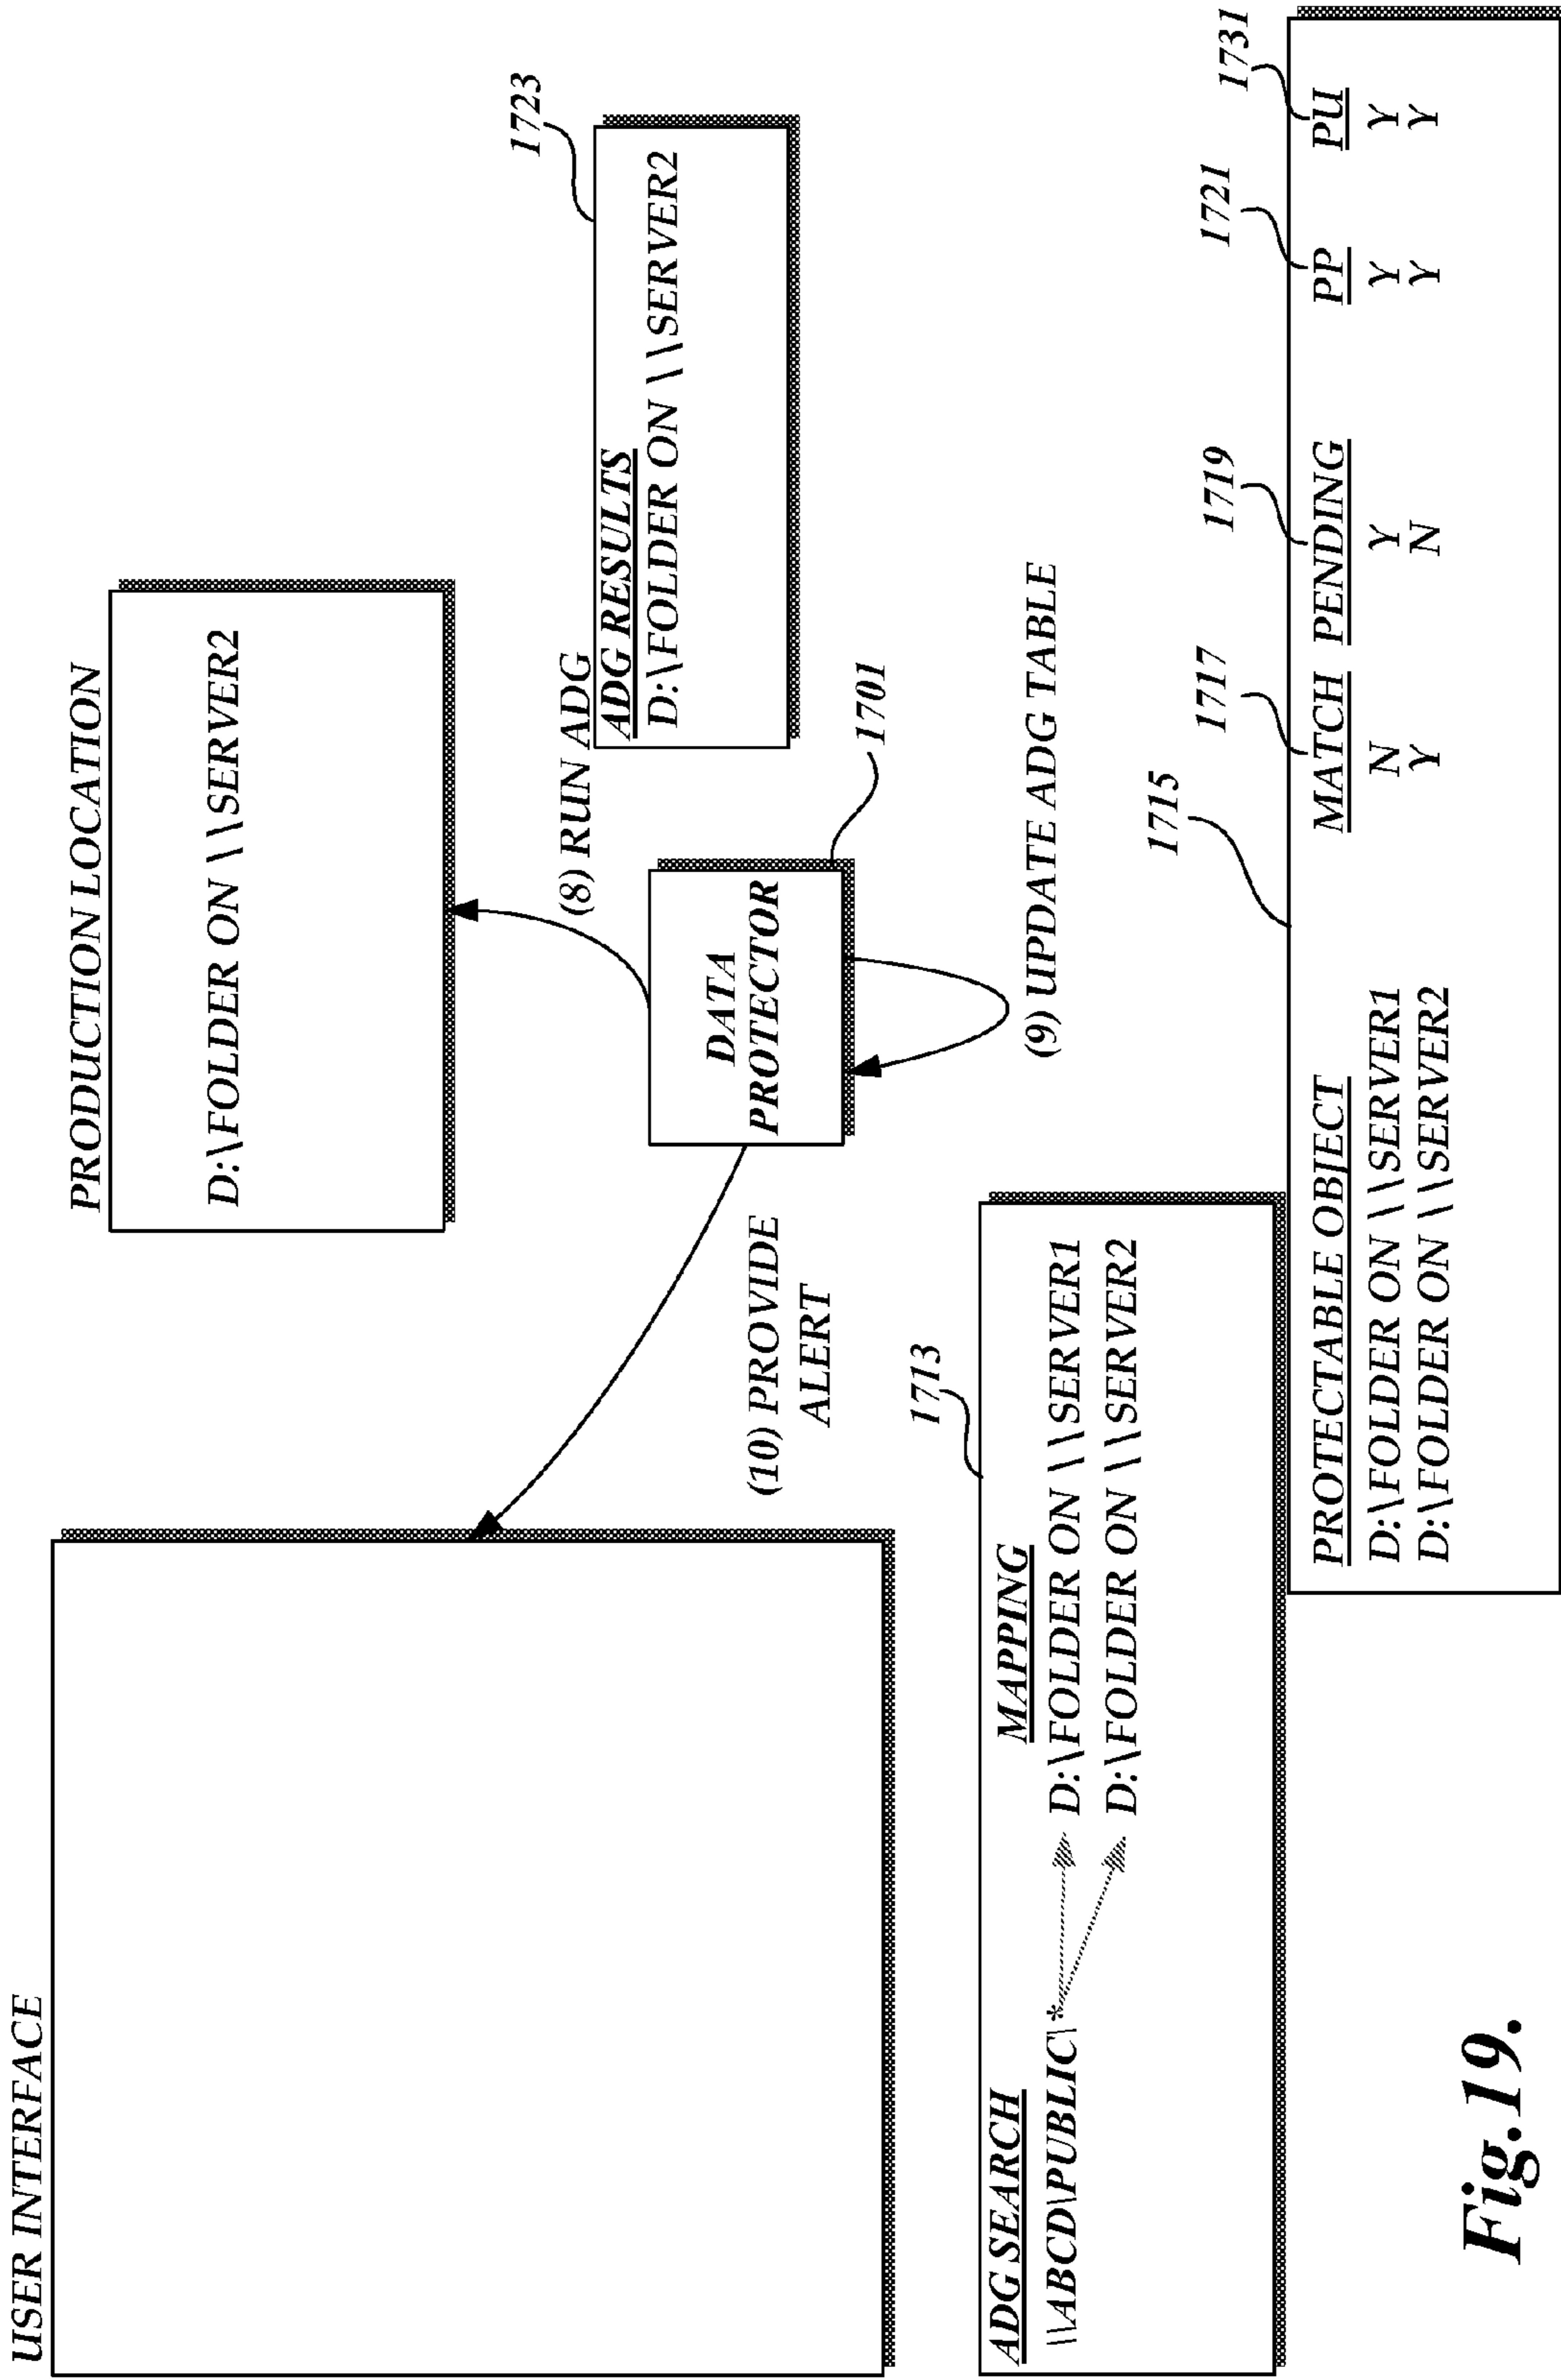 USER INTERFACE
PRODUCTION LOCATION
D:\FOLDER ON \\SERVER2
(8) RUN ADG
1723
ADG RESULTS
D:\FOLDER ON \\SERVER2
DATA
PROTECTOR
1701
(9) UPDATE ADG TABLE
(10) PROVIDE
ALERT
1713
ADG SEARCH
MAPPING
\\ABCD\PUBLIC\*
D:\FOLDER ON \\SERVER1
D:\FOLDER ON \\SERVER2
1715
1717
1719
1721
1731
PROTECTABLE OBJECT MATCH PENDING PP PU
D:\FOLDER ON \\SERVER1 N Y Y Y
D:\FOLDER ON \\SERVER2 Y N Y Y
Fig.19.